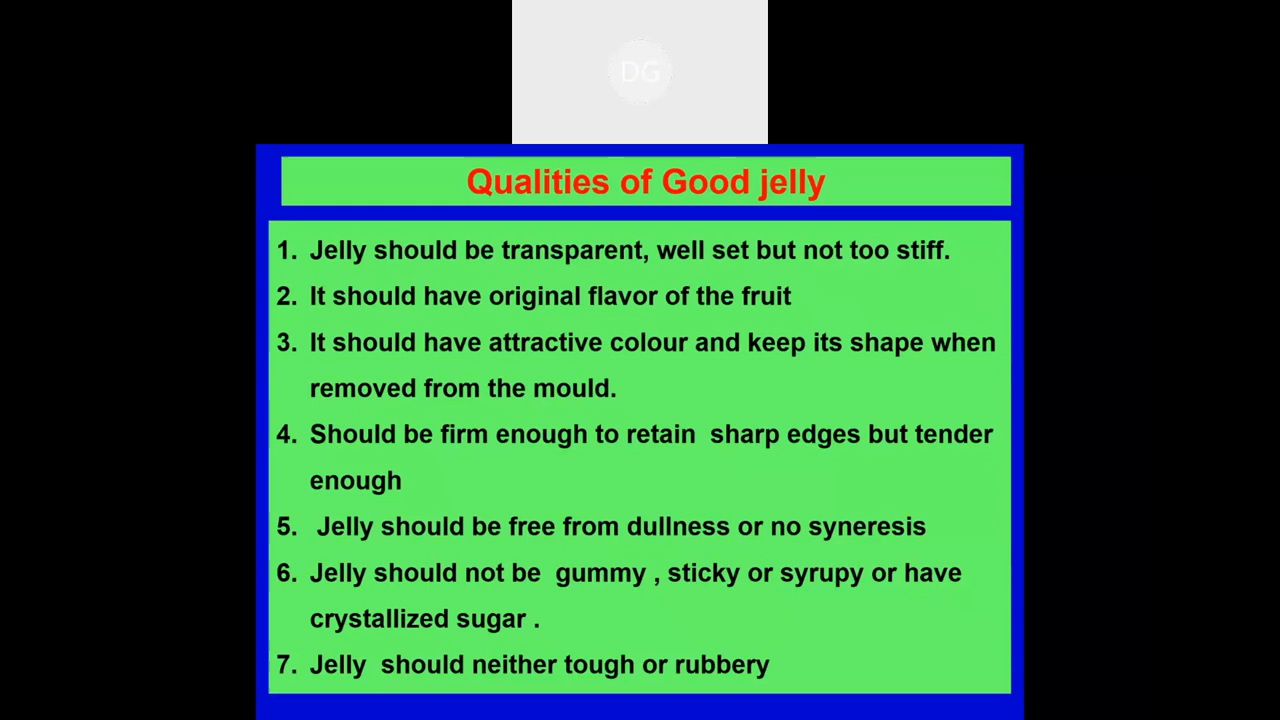 DG
Qualities of Good jelly
1. Jelly should be transparent, well set but not too stiff.
2. It should have original flavor of the fruit
3. It should have attractive colour and keep its shape when
removed from the mould.
4. Should be firm enough to retain sharp edges but tender
enough
5. Jelly should be free from dullness or no syneresis
6. Jelly should not be gummy , sticky or syrupy or have
crystallized sugar .
7. Jelly should neither tough or rubbery